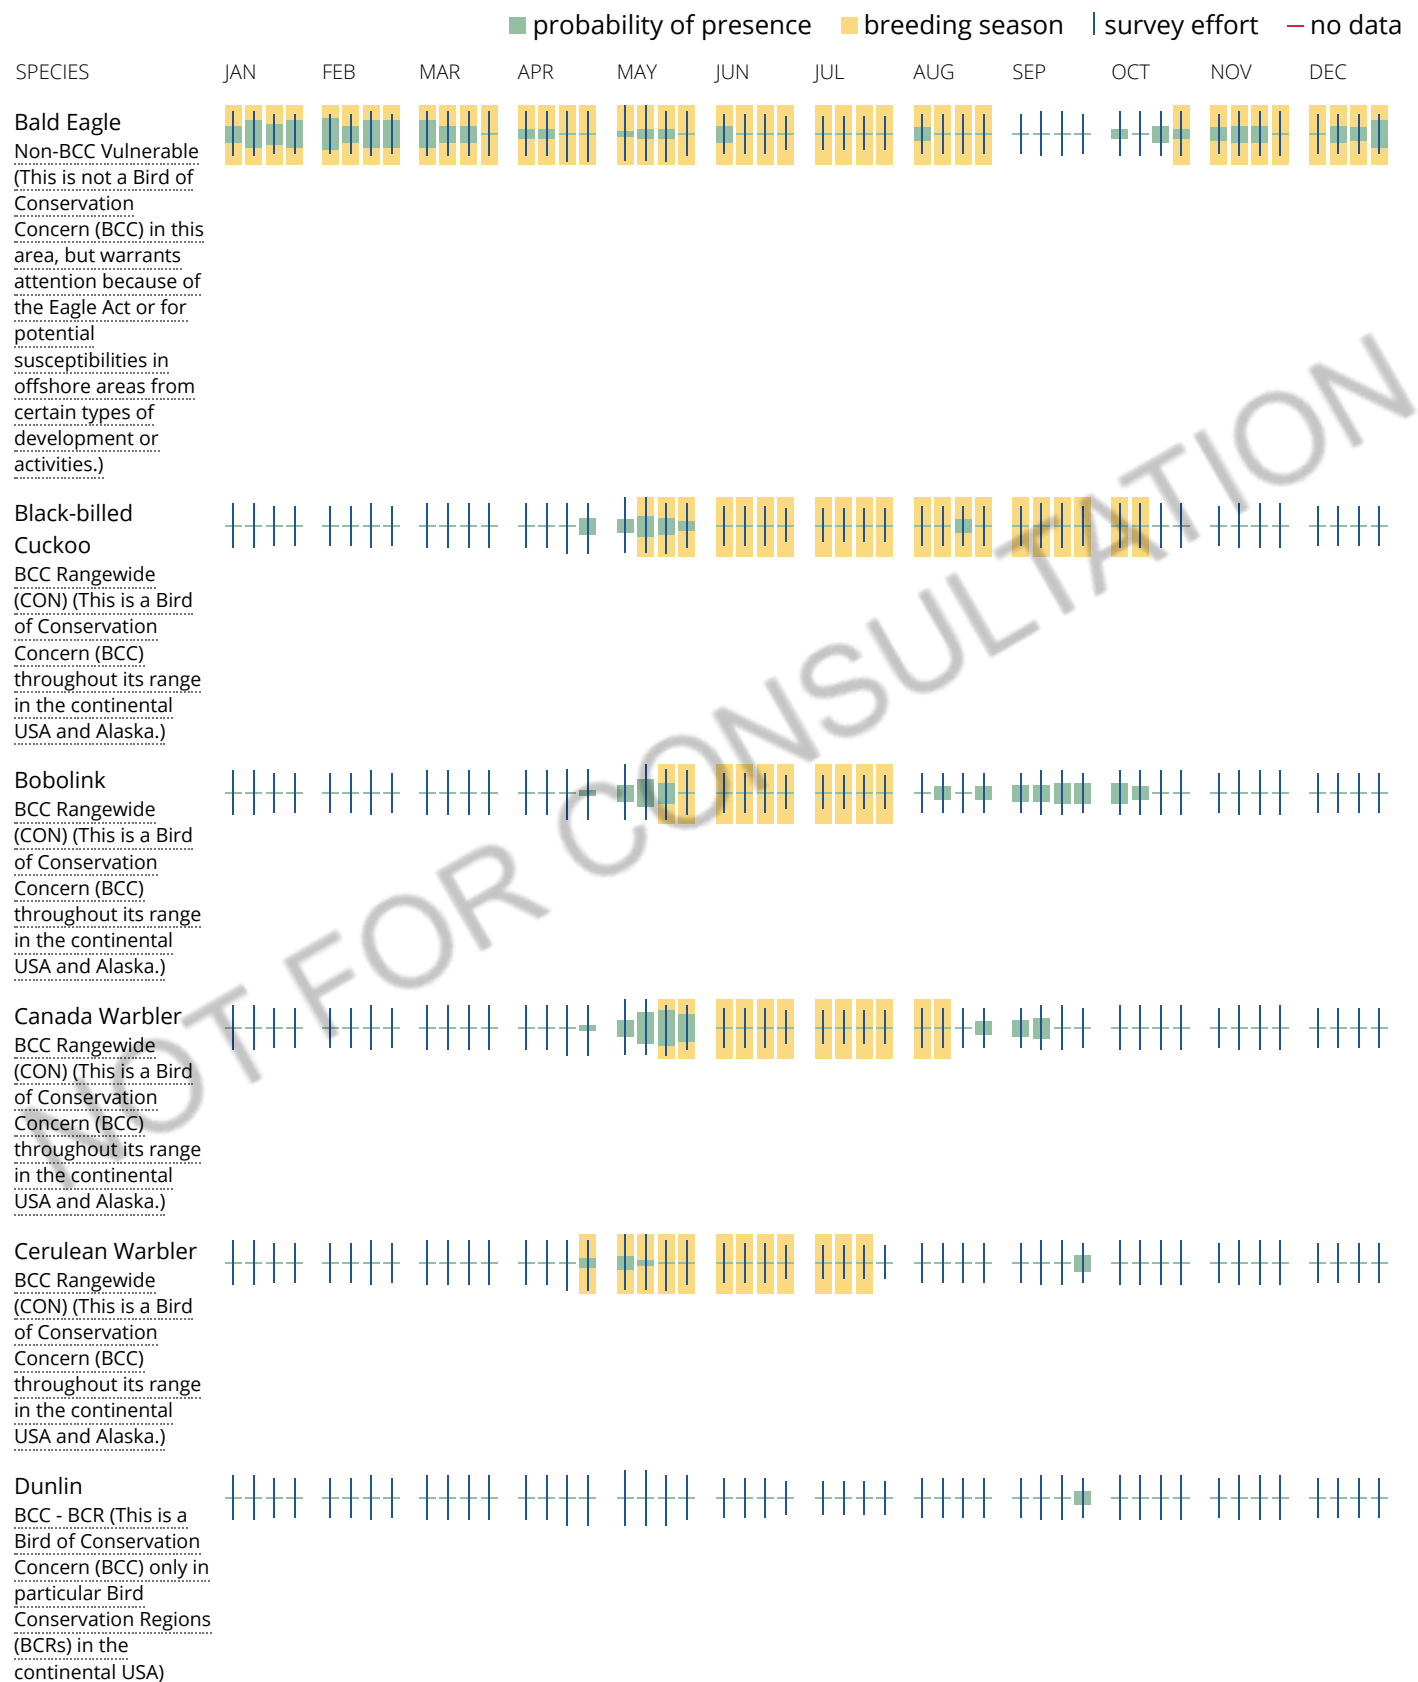 probability of presence breeding season survey effort no data
SPECIES JAN FEB MAR APR MAY JUN JUL AUG SEP OCT NOV DEC
Bald Eagle
Non-BCC Vulnerable
(This is not a Bird of
Conservation
Concern (BCC) in this
area, but warrants
attention because of
the Eagle Act or for
potential
susceptibilities in
offshore areas from
certain types of
development or
activities.)
Black-billed
Cuckoo
BCC Rangewide
(CON) (This is a Bird
of Conservation
Concern (BCC)
throughout its range
in the continental
USA and Alaska.)
Bobolink
BCC Rangewide
(CON) (This is a Bird
of Conservation
Concern (BCC)
throughout its range
in the continental
USA and Alaska.)
Canada Warbler
BCC Rangewide
(CON) (This is a Bird
of Conservation
Concern (BCC)
throughout its range
in the continental
USA and Alaska.)
Cerulean Warbler
BCC Rangewide
(CON) (This is a Bird
of Conservation
Concern (BCC)
throughout its range
in the continental
USA and Alaska.)
Dunlin
BCC - BCR (This is a
Bird of Conservation
Concern (BCC) only in
particular Bird
Conservation Regions
(BCRs) in the
continental USA)
NOT FOR CONSULTATION